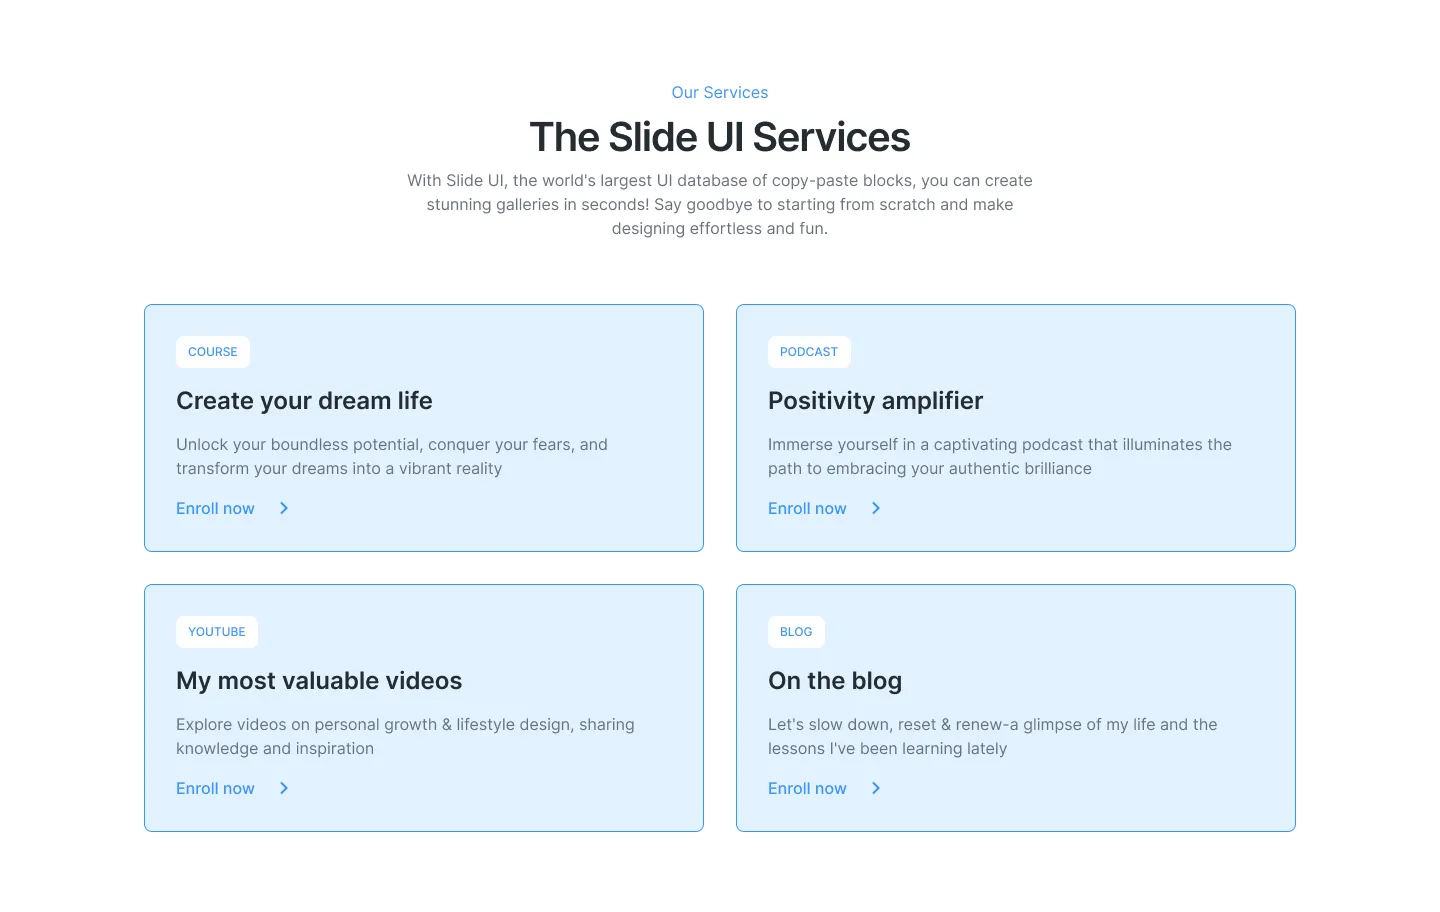 Our Services
The Slide UI Services
With Slide UI, the world's largest UI database of copy-paste blocks, you can create
stunning galleries in seconds! Say goodbye to starting from scratch and make
designing effortless and fun.
COURSE
Create your dream life
Unlock your boundless potential, conquer your fears, and
transform your dreams into a vibrant reality
Enroll now
PODCAST
Positivity amplifier
Immerse yourself in a captivating podcast that illuminates the
path to embracing your authentic brilliance
Enroll now
YOUTUBE
My most valuable videos
Explore videos on personal growth & lifestyle design, sharing
knowledge and inspiration
Enroll now
BLOG
On the blog
Let's slow down, reset & renew-a glimpse of my life and the
lessons I've been learning lately
Enroll now